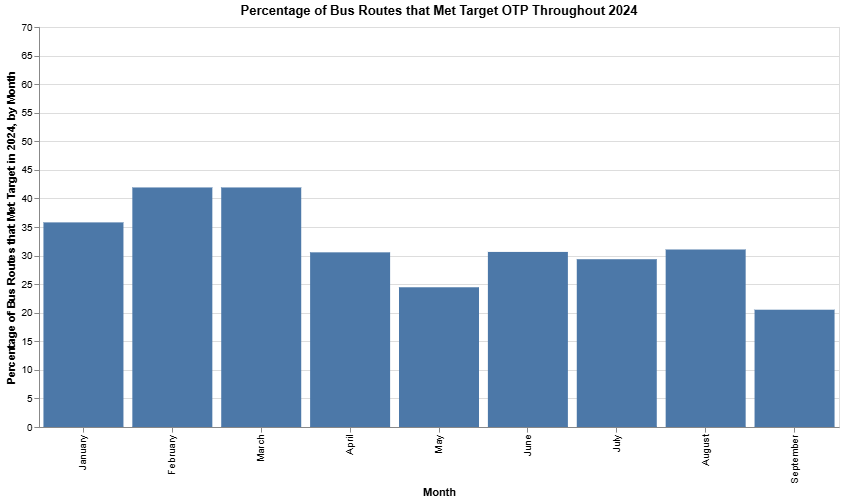 Percentage of Bus Routes that Met Target OTP Throughout 2024
Percentage of Bus Routes that Met Target in 2024, by Month
70
65
60
55
50
45
40
35
30
25
20
15
10
5
0
January
February
March
April
May
June
July
August
September
Month